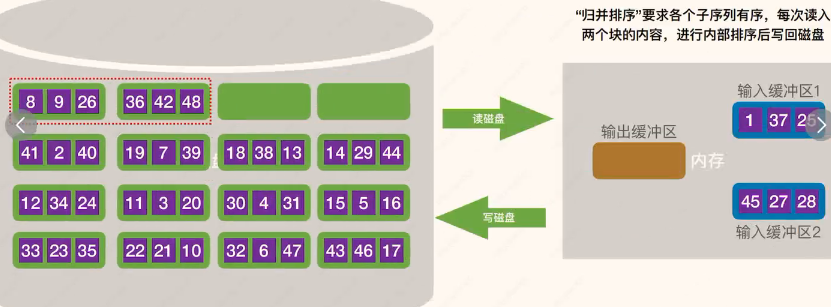 “归并排序”要求各个子序列有序，每次读入
两个块的内容，进行内部排序后写回磁盘
8 9 26 36 42 48
41 2 40 19 7 39 18 38 13 14 29 44
12 34 24 11 3 20 30 4 31 15 5 16
33 23 35 22 21 10 32 6 47 43 46 17
读磁盘
写磁盘
输出缓冲区
内存
输入缓冲区1
1 37 25
45 27 28
输入缓冲区2